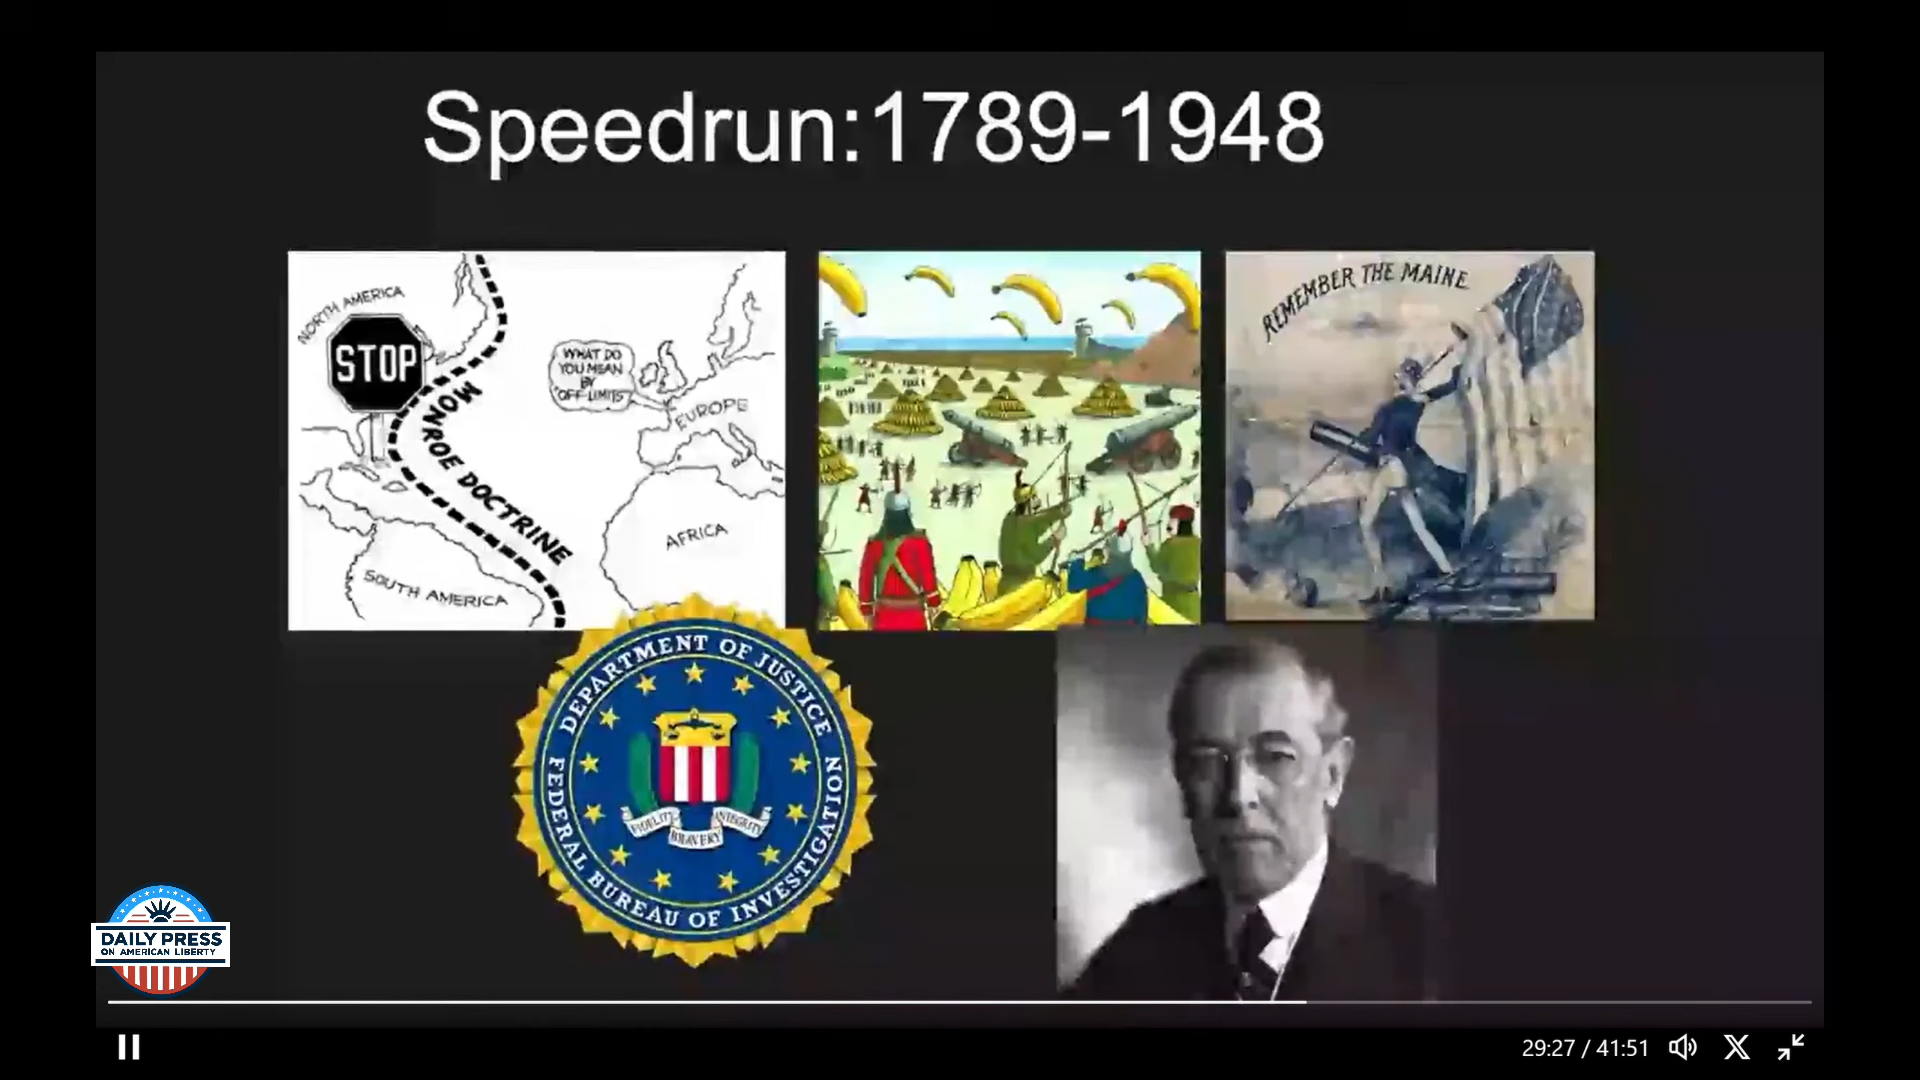 Speedrun:1789-1948
NORTH AMERICA
STOP
MONROE DOCTRINE
WHAT DO
YOU MEAN
BY
'OFF LIMITS'
EUROPE
AFRICA
SOUTH AMERICA
REMEMBER THE MAINE
DEPARTMENT OF JUSTICE
FEDERAL BUREAU OF INVESTIGATION
FIDELITY
BRAVERY
INTEGRITY
DAILY PRESS
ON AMERICAN LIBERTY
29:27 / 41:51